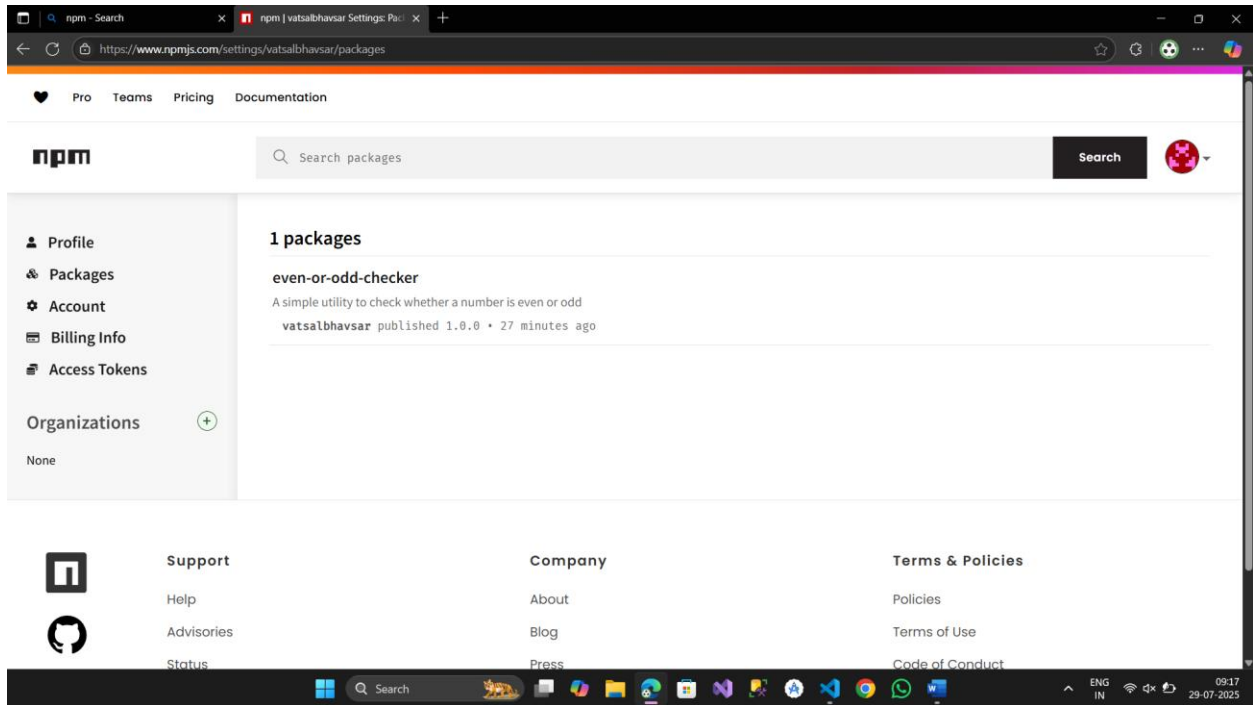 npm - Search
npm | vatsalbhavsar Settings: Pac
https://www.npmjs.com/settings/vatsalbhavsar/packages
Pro Teams Pricing Documentation
npm
Search packages
Search
Profile
Packages
Account
Billing Info
Access Tokens
Organizations
None
1 packages
even-or-odd-checker
A simple utility to check whether a number is even or odd
vatsalbhavsar published 1.0.0 • 27 minutes ago
Support
Help
Advisories
Status
Company
About
Blog
Press
Terms & Policies
Policies
Terms of Use
Code of Conduct
Search
ENG
IN
09:17
29-07-2025